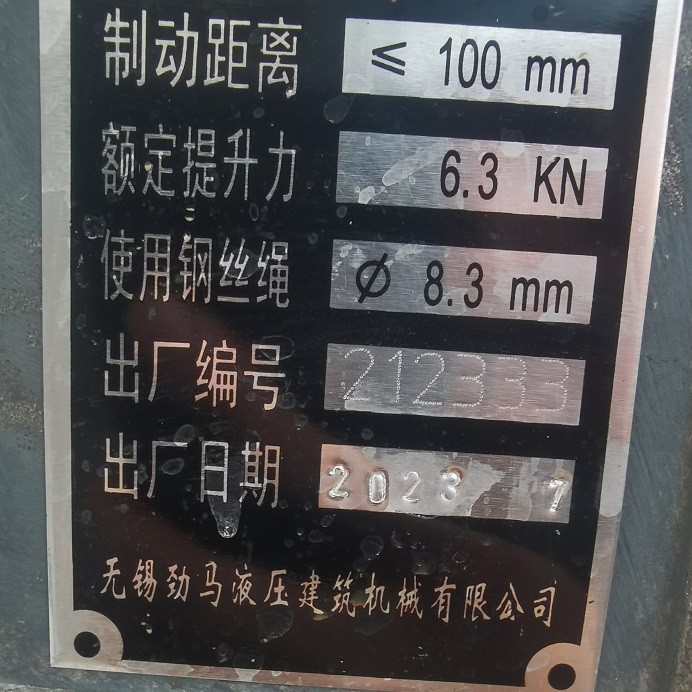 制动距离 ≤ 100 mm
额定提升力 6.3 KN
使用钢丝绳 Ø 8.3 mm
出厂编号 212333
出厂日期 2023 7
无锡劲马液压建筑机械有限公司